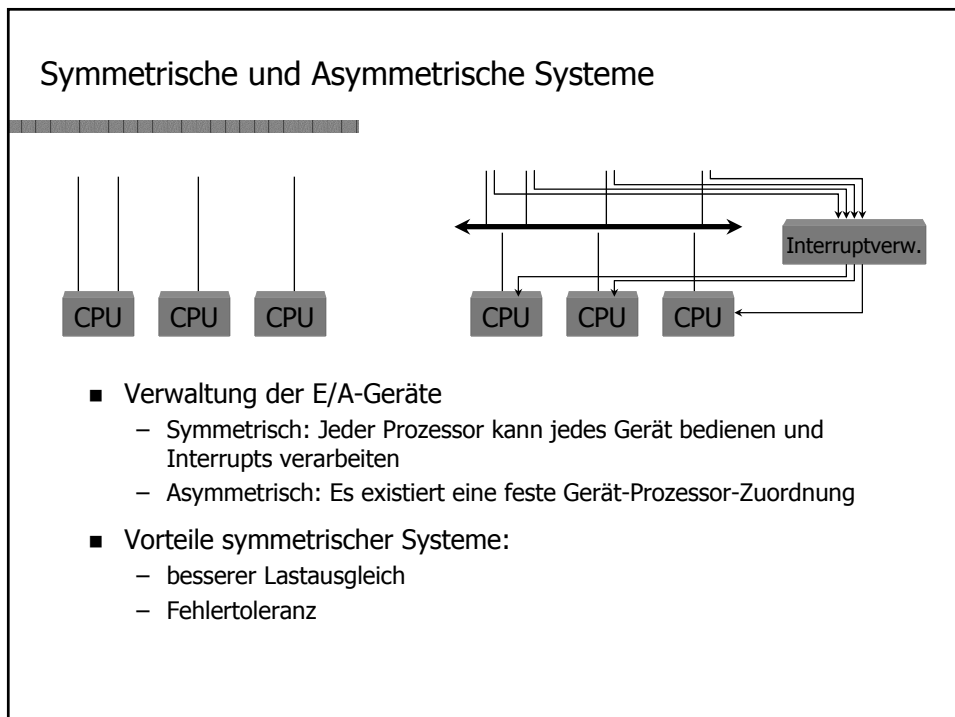 Symmetrische und Asymmetrische Systeme
Interruptverw.
CPU CPU CPU CPU CPU CPU
■ Verwaltung der E/A-Geräte
– Symmetrisch: Jeder Prozessor kann jedes Gerät bedienen und
Interrupts verarbeiten
– Asymmetrisch: Es existiert eine feste Gerät-Prozessor-Zuordnung
■ Vorteile symmetrischer Systeme:
– besserer Lastausgleich
– Fehlertoleranz